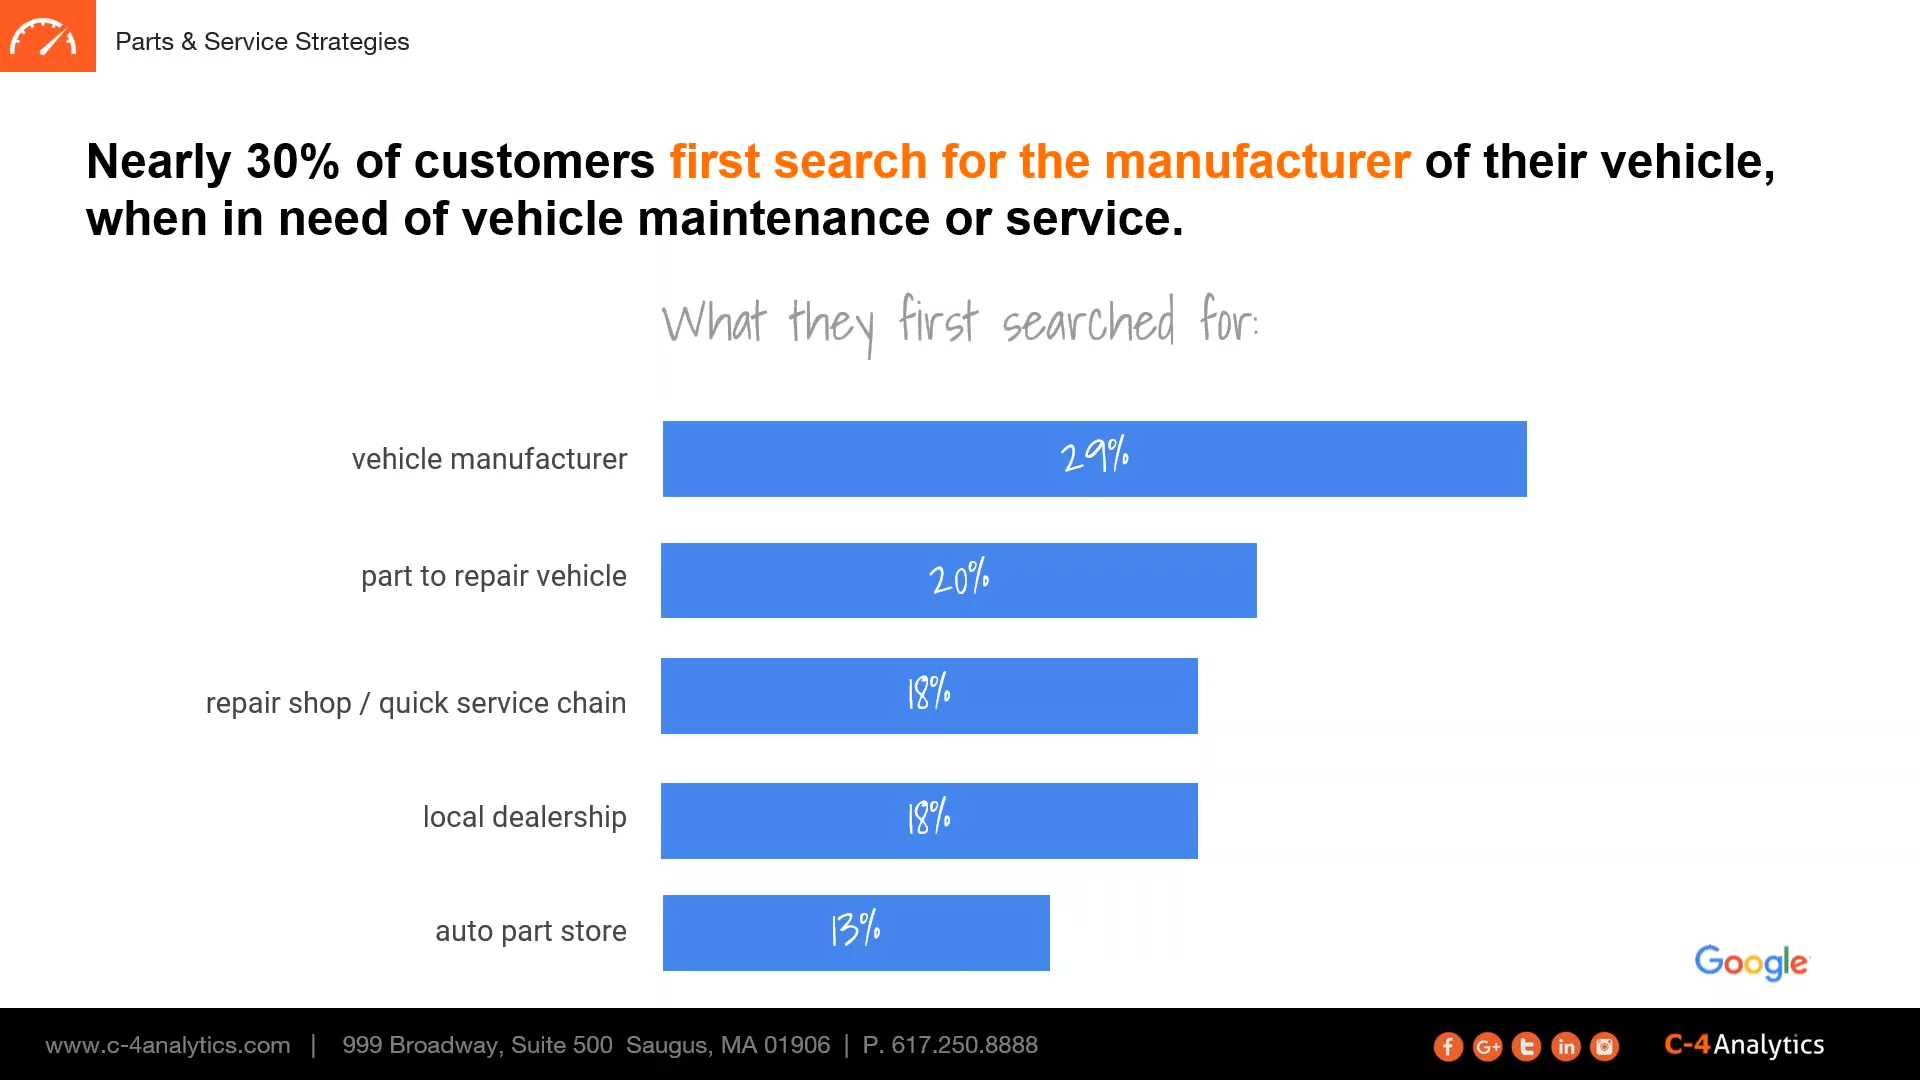 Parts & Service Strategies
Nearly 30% of customers first search for the manufacturer of their vehicle,
when in need of vehicle maintenance or service.
What they first searched for:
vehicle manufacturer 29%
part to repair vehicle 20%
repair shop / quick service chain 18%
local dealership 18%
auto part store 13%
Google
www.c-4analytics.com | 999 Broadway, Suite 500 Saugus, MA 01906 | P. 617.250.8888 f G+ t in C-4Analytics